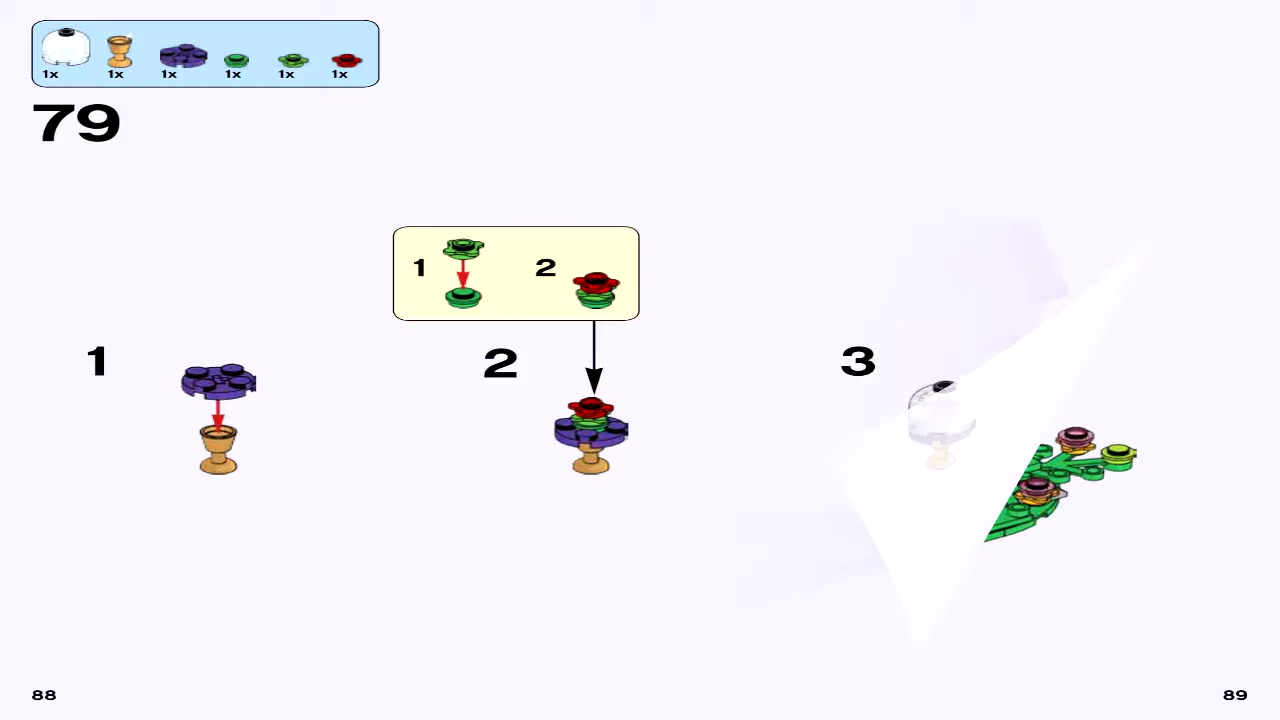 1x 1x 1x 1x 1x 1x
79
1 2
1 2 3
88 89